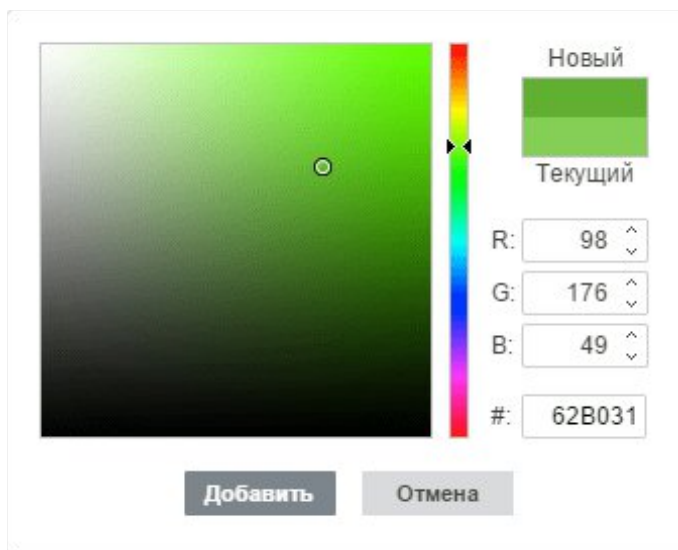 Новый
Текущий
R: 98
G: 176
B: 49
#: 62B031
Добавить Отмена